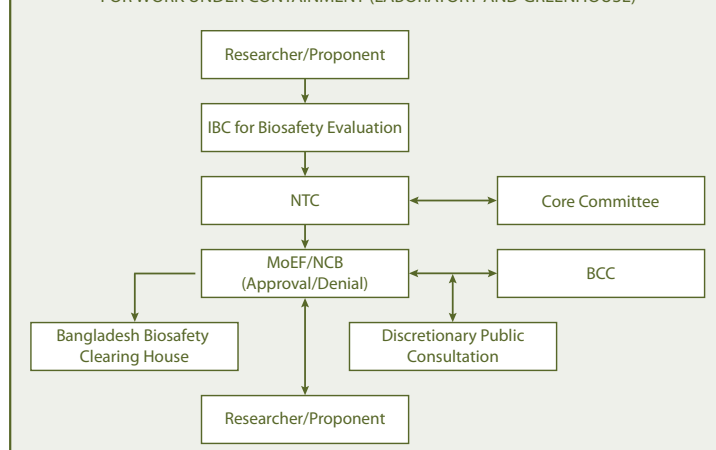 FOR WORK UNDER CONTAINMENT (LABORATORY AND GREENHOUSE)
Researcher/Proponent
IBC for Biosafety Evaluation
NTC
Core Committee
MoEF/NCB
(Approval/Denial)
BCC
Bangladesh Biosafety
Clearing House
Discretionary Public
Consultation
Researcher/Proponent